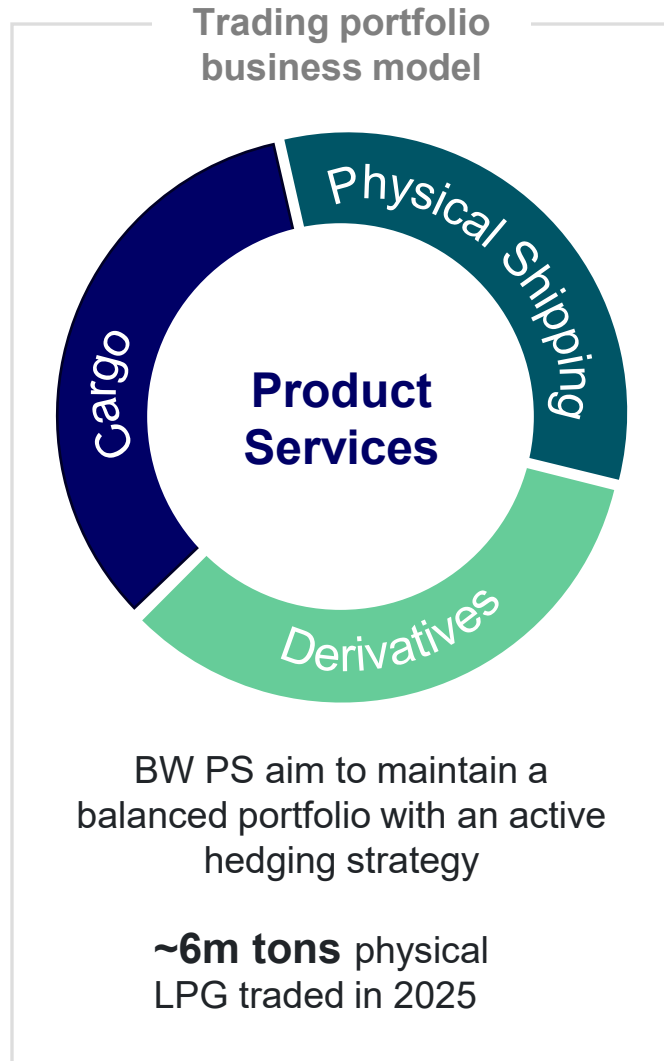 Trading portfolio
business model
Physical Shipping
Cargo
Product
Services
Derivatives
BW PS aim to maintain a
balanced portfolio with an active
hedging strategy
~6m tons physical
LPG traded in 2025